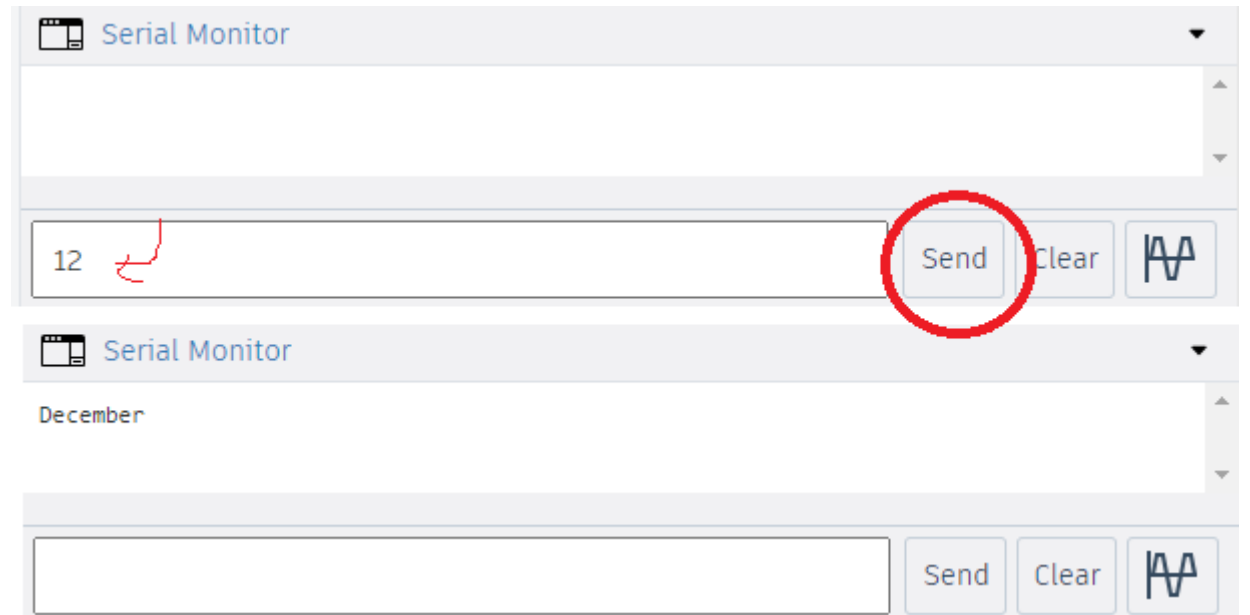 Serial Monitor
12
Send
Clear
Serial Monitor
December
Send
Clear